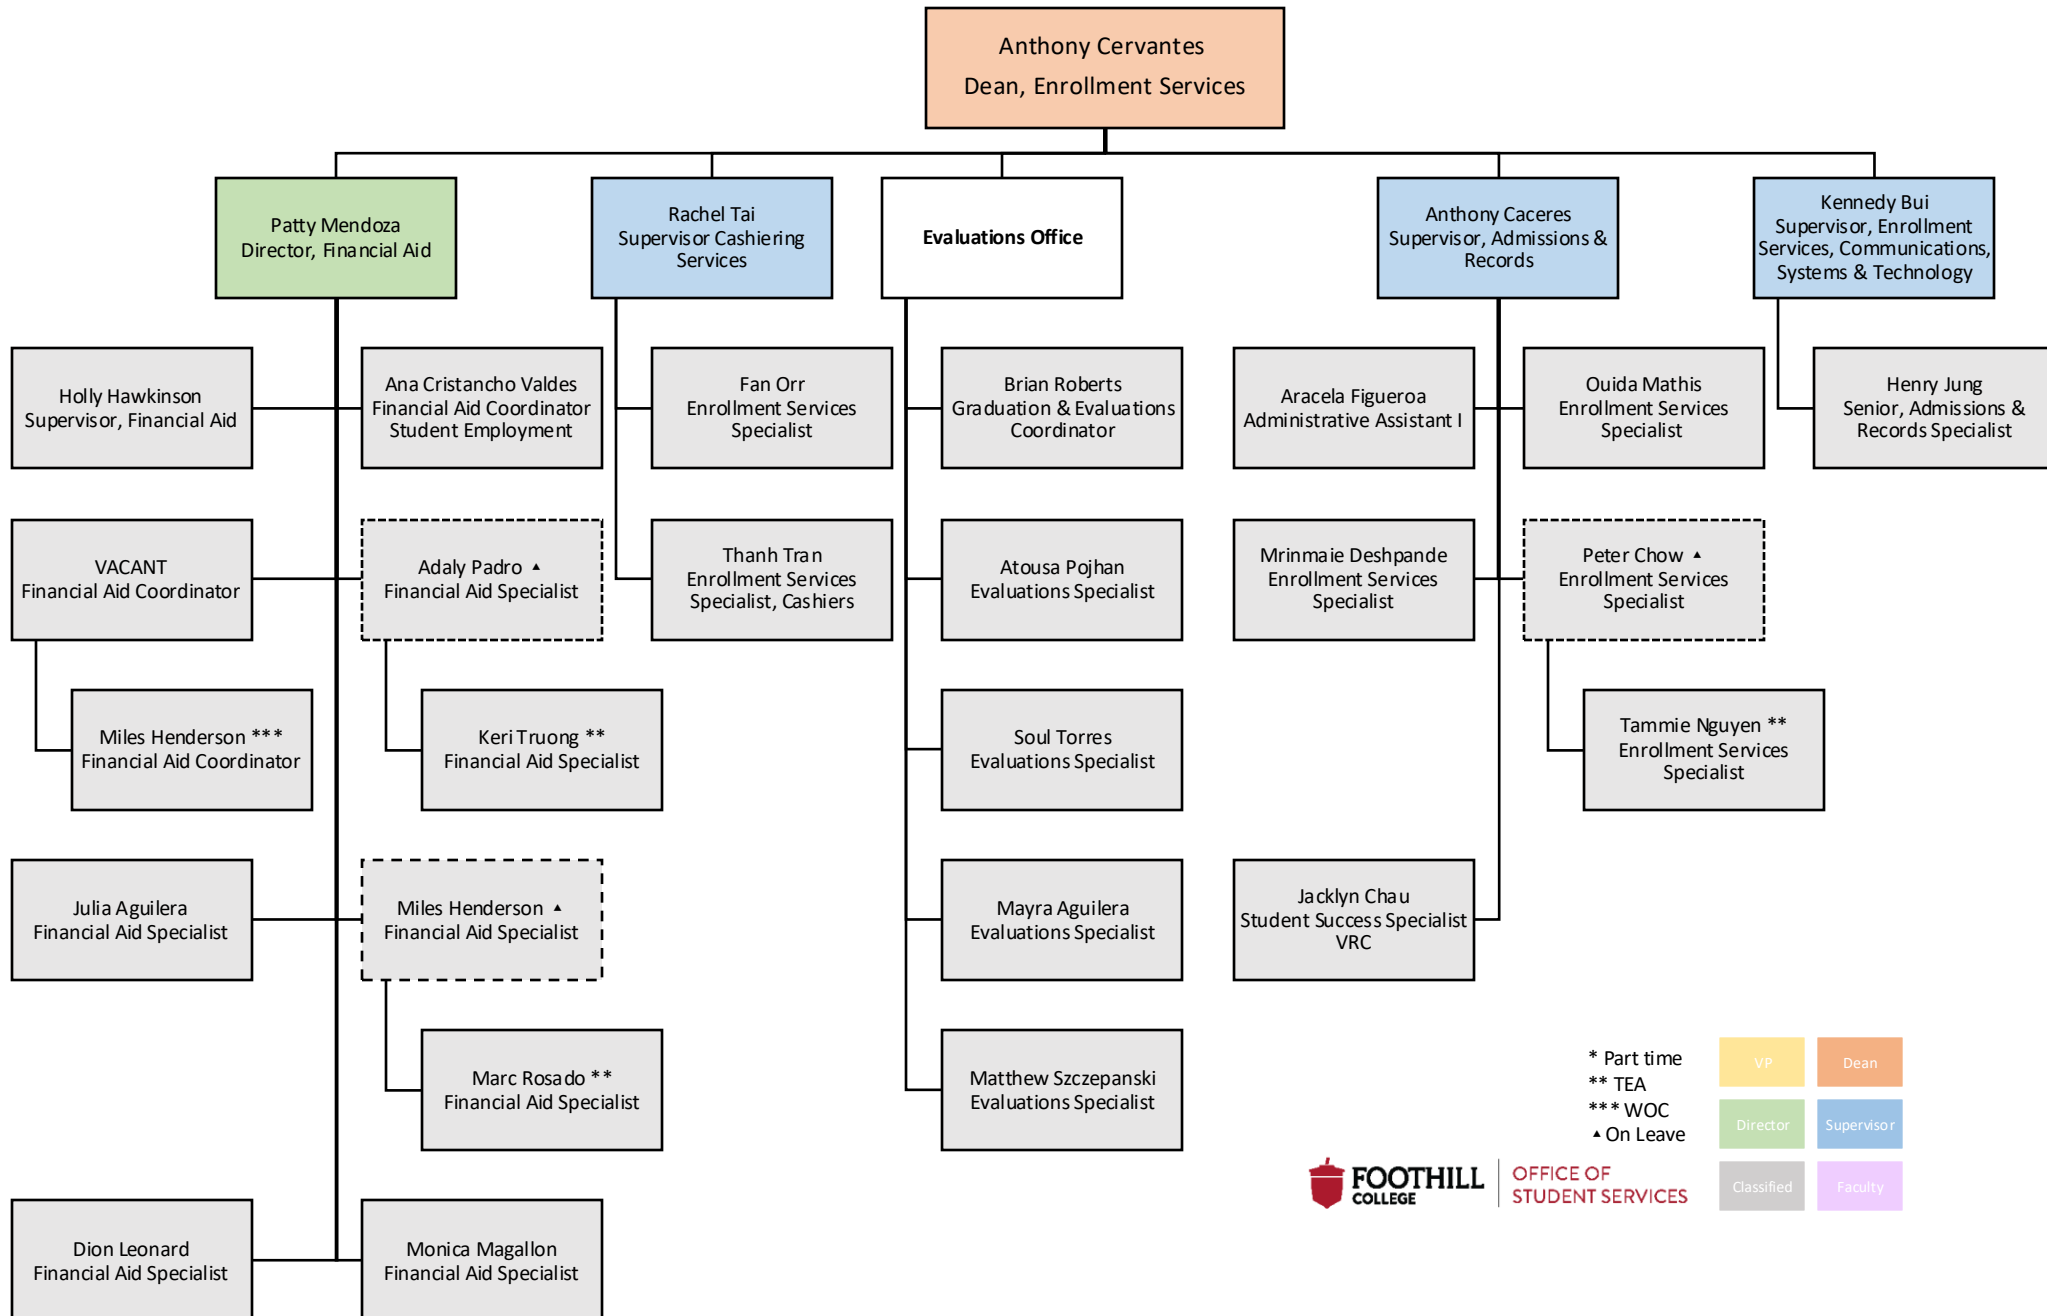 Anthony Cervantes
Dean, Enrollment Services
Patty Mendoza
Director, Financial Aid
Rachel Tai
Supervisor Cashiering
Services
Evaluations Office
Anthony Caceres
Supervisor, Admissions &
Records
Kennedy Bui
Supervisor, Enrollment
Services, Communications,
Systems & Technology
Holly Hawkinson
Supervisor, Financial Aid
Ana Cristancho Valdes
Financial Aid Coordinator
Student Employment
Fan Orr
Enrollment Services
Specialist
Brian Roberts
Graduation & Evaluations
Coordinator
Aracela Figueroa
Administrative Assistant I
Ouida Mathis
Enrollment Services
Specialist
Henry Jung
Senior, Admissions &
Records Specialist
VACANT
Financial Aid Coordinator
Adaly Padro ▲
Financial Aid Specialist
Thanh Tran
Enrollment Services
Specialist, Cashiers
Atousa Pojhan
Evaluations Specialist
Mrinmaie Deshpande
Enrollment Services
Specialist
Peter Chow ▲
Enrollment Services
Specialist
Miles Henderson ***
Financial Aid Coordinator
Keri Truong **
Financial Aid Specialist
Soul Torres
Evaluations Specialist
Tammie Nguyen **
Enrollment Services
Specialist
Julia Aguilera
Financial Aid Specialist
Miles Henderson ▲
Financial Aid Specialist
Mayra Aguilera
Evaluations Specialist
Jacklyn Chau
Student Success Specialist
VRC
Marc Rosado **
Financial Aid Specialist
Matthew Szczepanski
Evaluations Specialist
Dion Leonard
Financial Aid Specialist
Monica Magallon
Financial Aid Specialist
* Part time
** TEA
*** WOC
▲ On Leave
VP
Dean
Director
Supervisor
Classified
Faculty
FOOTHILL
COLLEGE
OFFICE OF
STUDENT SERVICES